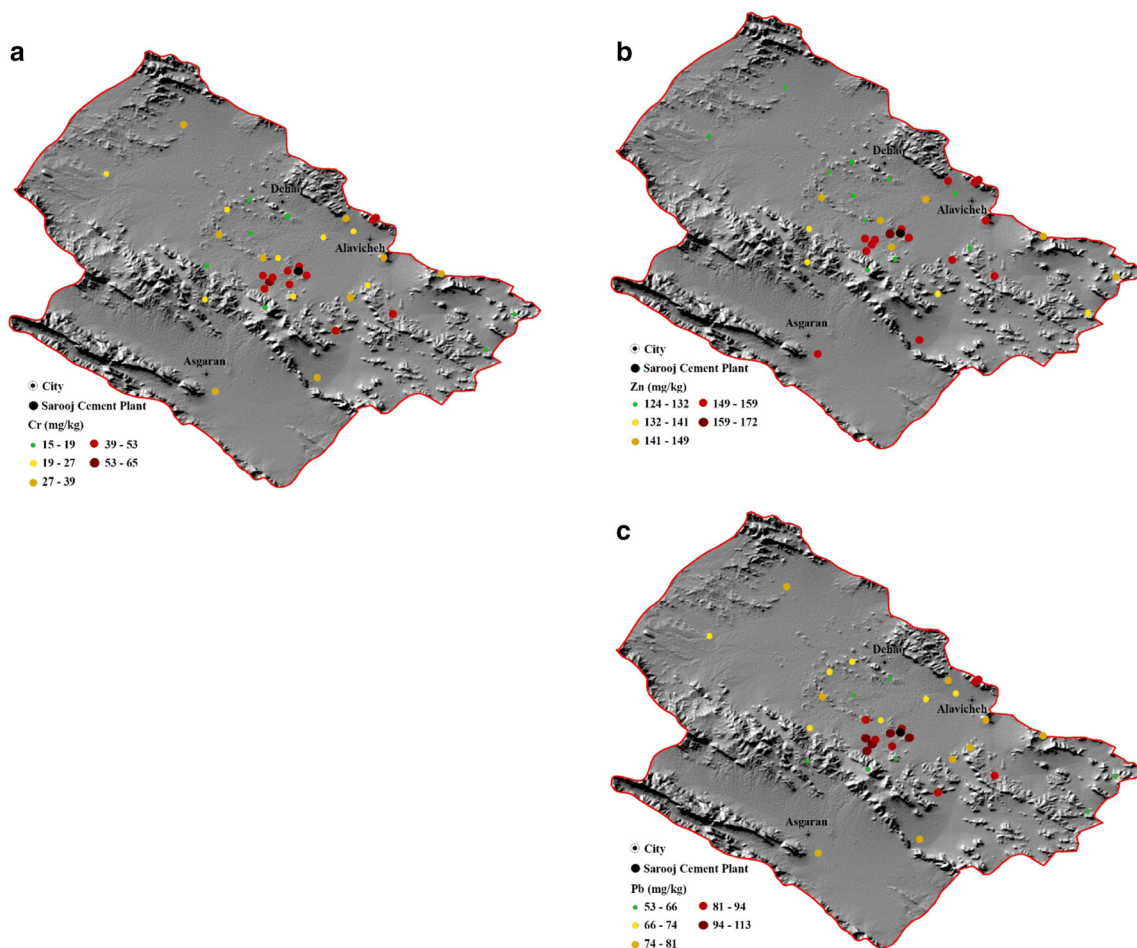 a
Dehaq
Alavicheh
Asgaran
City
Sarooj Cement Plant
Cr (mg/kg)
15 - 19 39 - 53
19 - 27 53 - 65
27 - 39
b
Dehaq
Alavicheh
Asgaran
City
Sarooj Cement Plant
Zn (mg/kg)
124 - 132 149 - 159
132 - 141 159 - 172
141 - 149
c
Dehaq
Alavicheh
Asgaran
City
Sarooj Cement Plant
Pb (mg/kg)
53 - 66 81 - 94
66 - 74 94 - 113
74 - 81